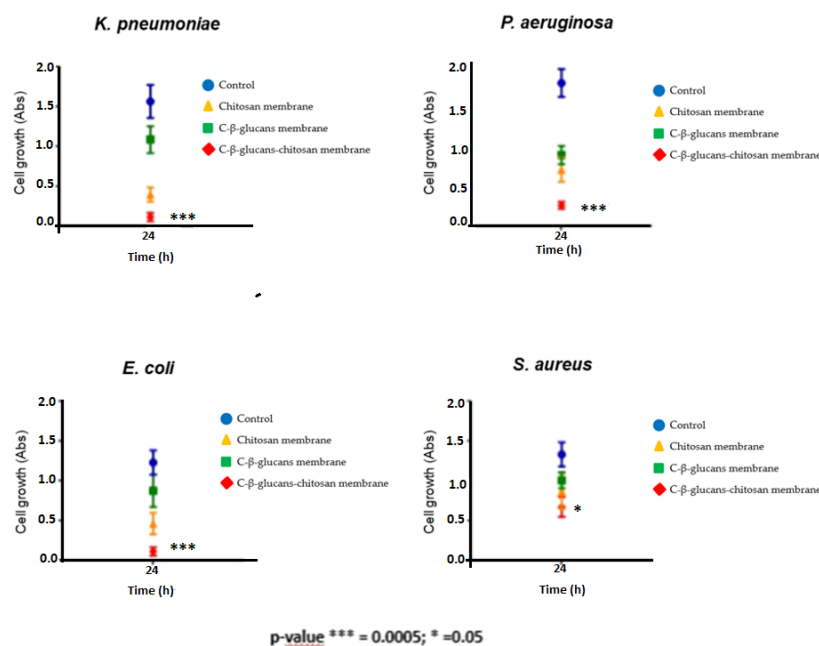 K. pneumoniae
2.0
1.5
1.0
0.5
0.0
Cell growth (Abs)
24
Time (h)
Control
Chitosan membrane
C-β-glucans membrane
C-β-glucans-chitosan membrane
***
P. aeruginosa
2.0
1.5
1.0
0.5
0.0
Cell growth (Abs)
24
Time (h)
Control
Chitosan membrane
C-β-glucans membrane
C-β-glucans-chitosan membrane
***
E. coli
2.0
1.5
1.0
0.5
0.0
Cell growth (Abs)
24
Time (h)
Control
Chitosan membrane
C-β-glucans membrane
C-β-glucans-chitosan membrane
***
S. aureus
2.0
1.5
1.0
0.5
0.0
Cell growth (Abs)
24
Time (h)
Control
Chitosan membrane
C-β-glucans membrane
C-β-glucans-chitosan membrane
*
p-value *** = 0.0005; * =0.05